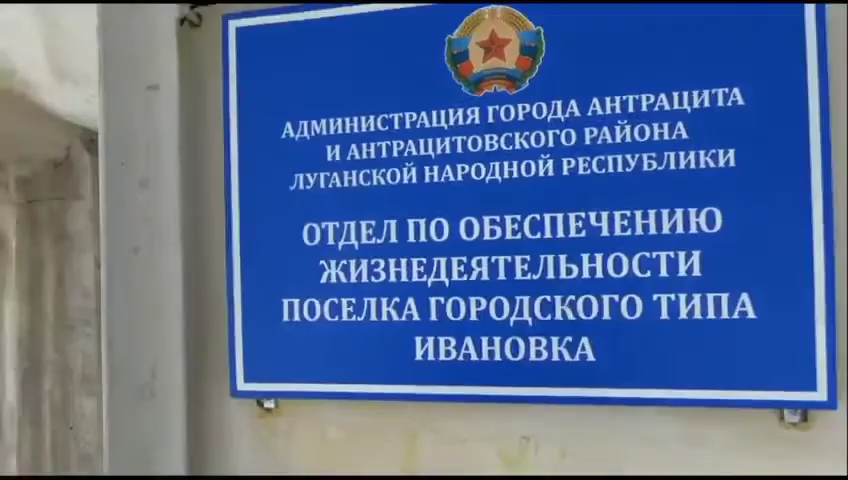 АДМИНИСТРАЦИЯ ГОРОДА АНТРАЦИТА
И АНТРАЦИТОВСКОГО РАЙОНА
ЛУГАНСКОЙ НАРОДНОЙ РЕСПУБЛИКИ
ОТДЕЛ ПО ОБЕСПЕЧЕНИЮ
ЖИЗНЕДЕЯТЕЛЬНОСТИ
ПОСЕЛКА ГОРОДСКОГО ТИПА
ИВАНОВКА